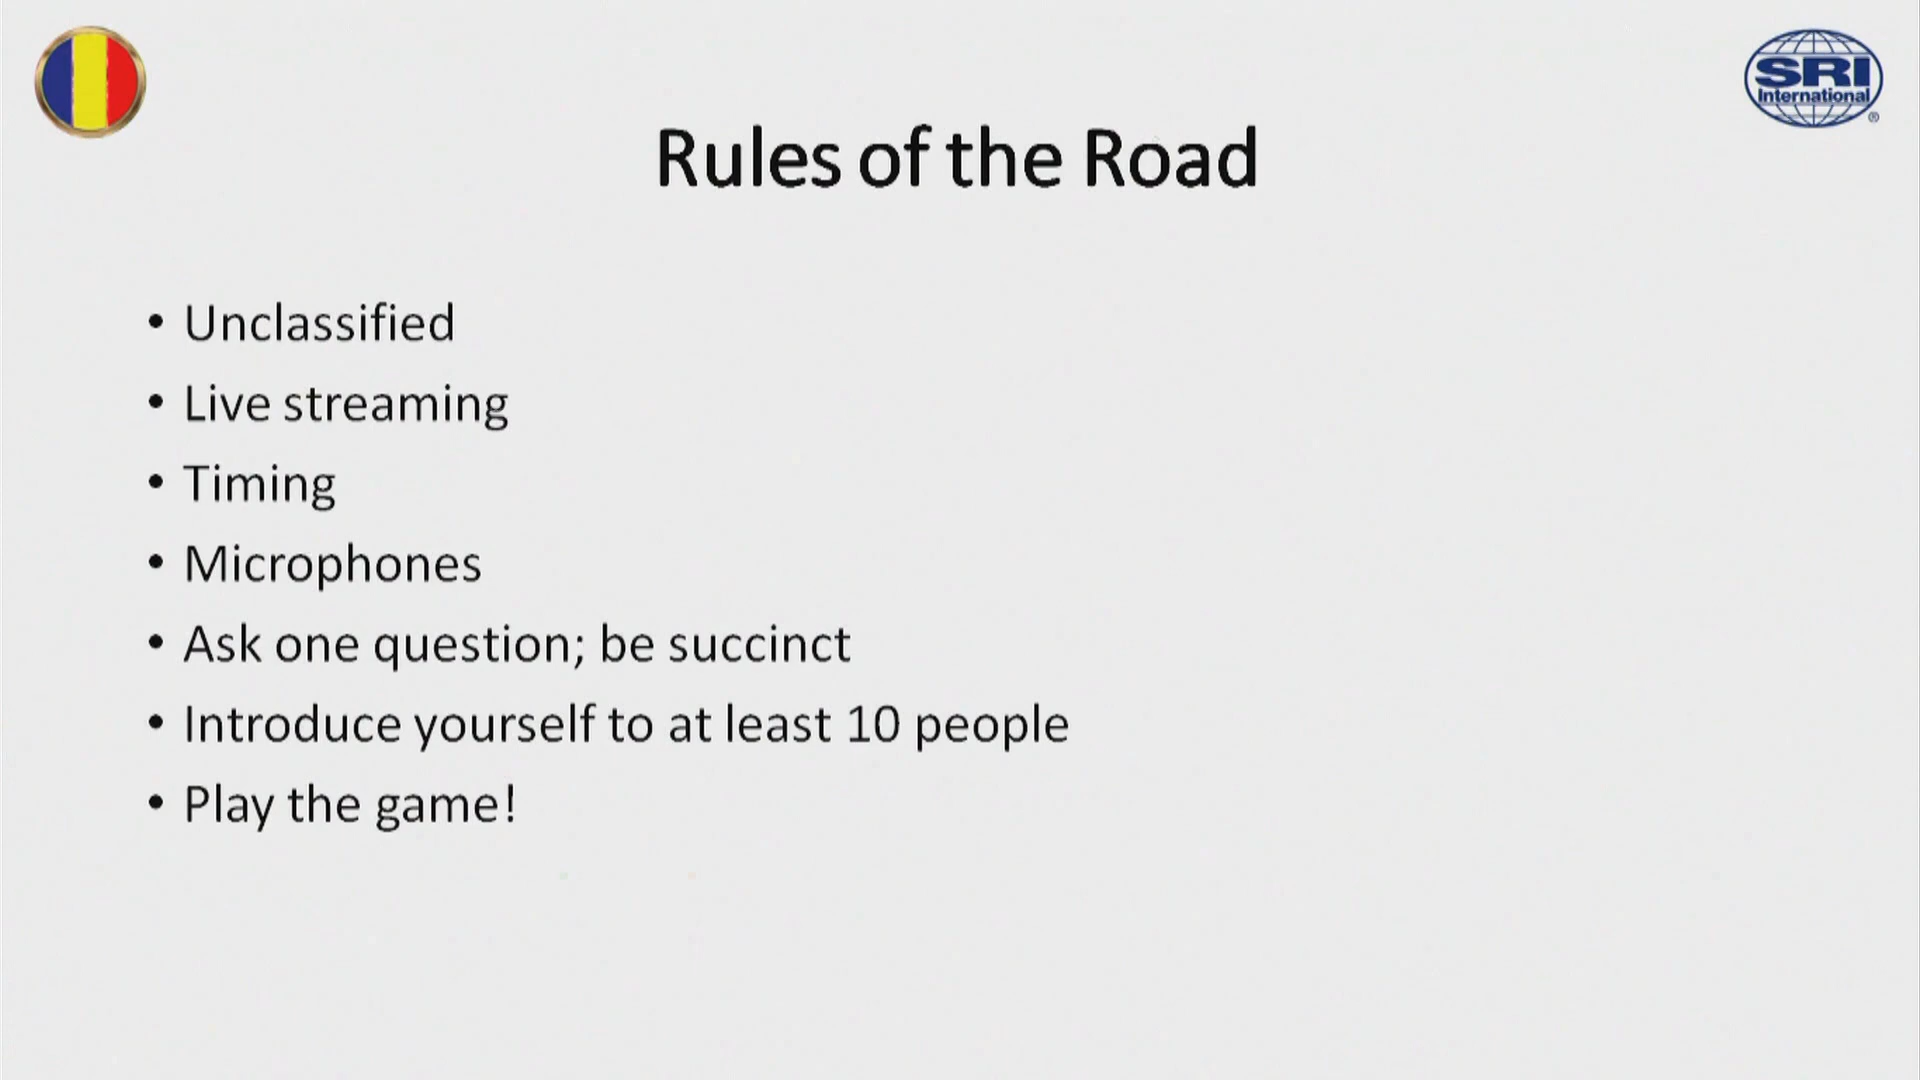 SRI
International
®
Rules of the Road
• Unclassified
• Live streaming
• Timing
• Microphones
• Ask one question; be succinct
• Introduce yourself to at least 10 people
• Play the game!